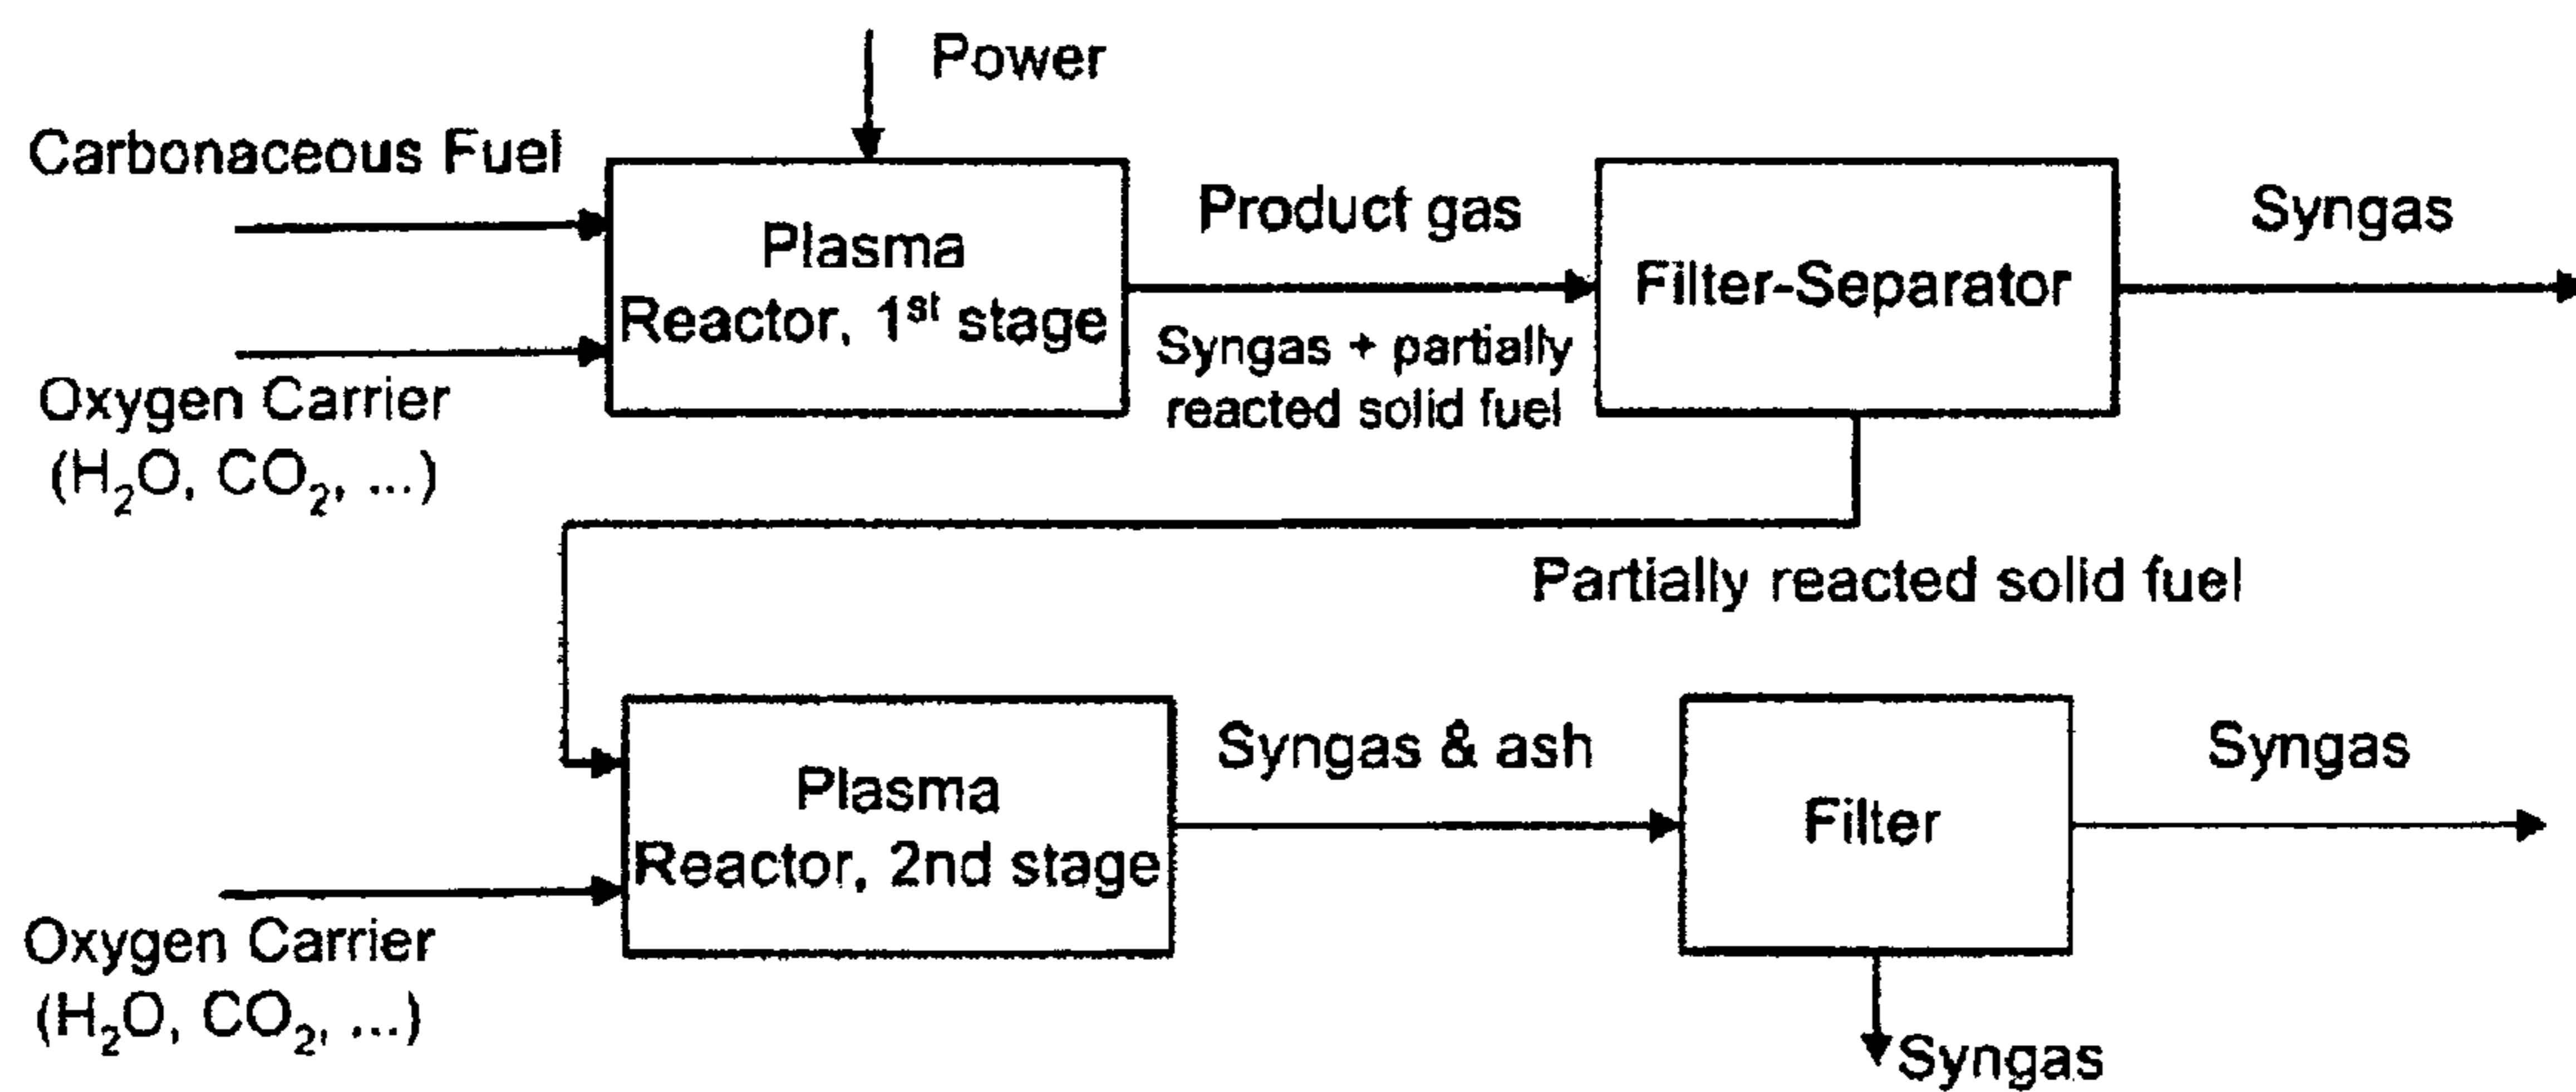 Power
Carbonaceous Fuel
Oxygen Carrier
(H₂O, CO₂, ...)
Plasma
Reactor, 1ˢᵗ stage
Product gas
Syngas + partially
reacted solid fuel
Filter-Separator
Syngas
Partially reacted solid fuel
Oxygen Carrier
(H₂O, CO₂, ...)
Plasma
Reactor, 2nd stage
Syngas & ash
Filter
Syngas
Syngas